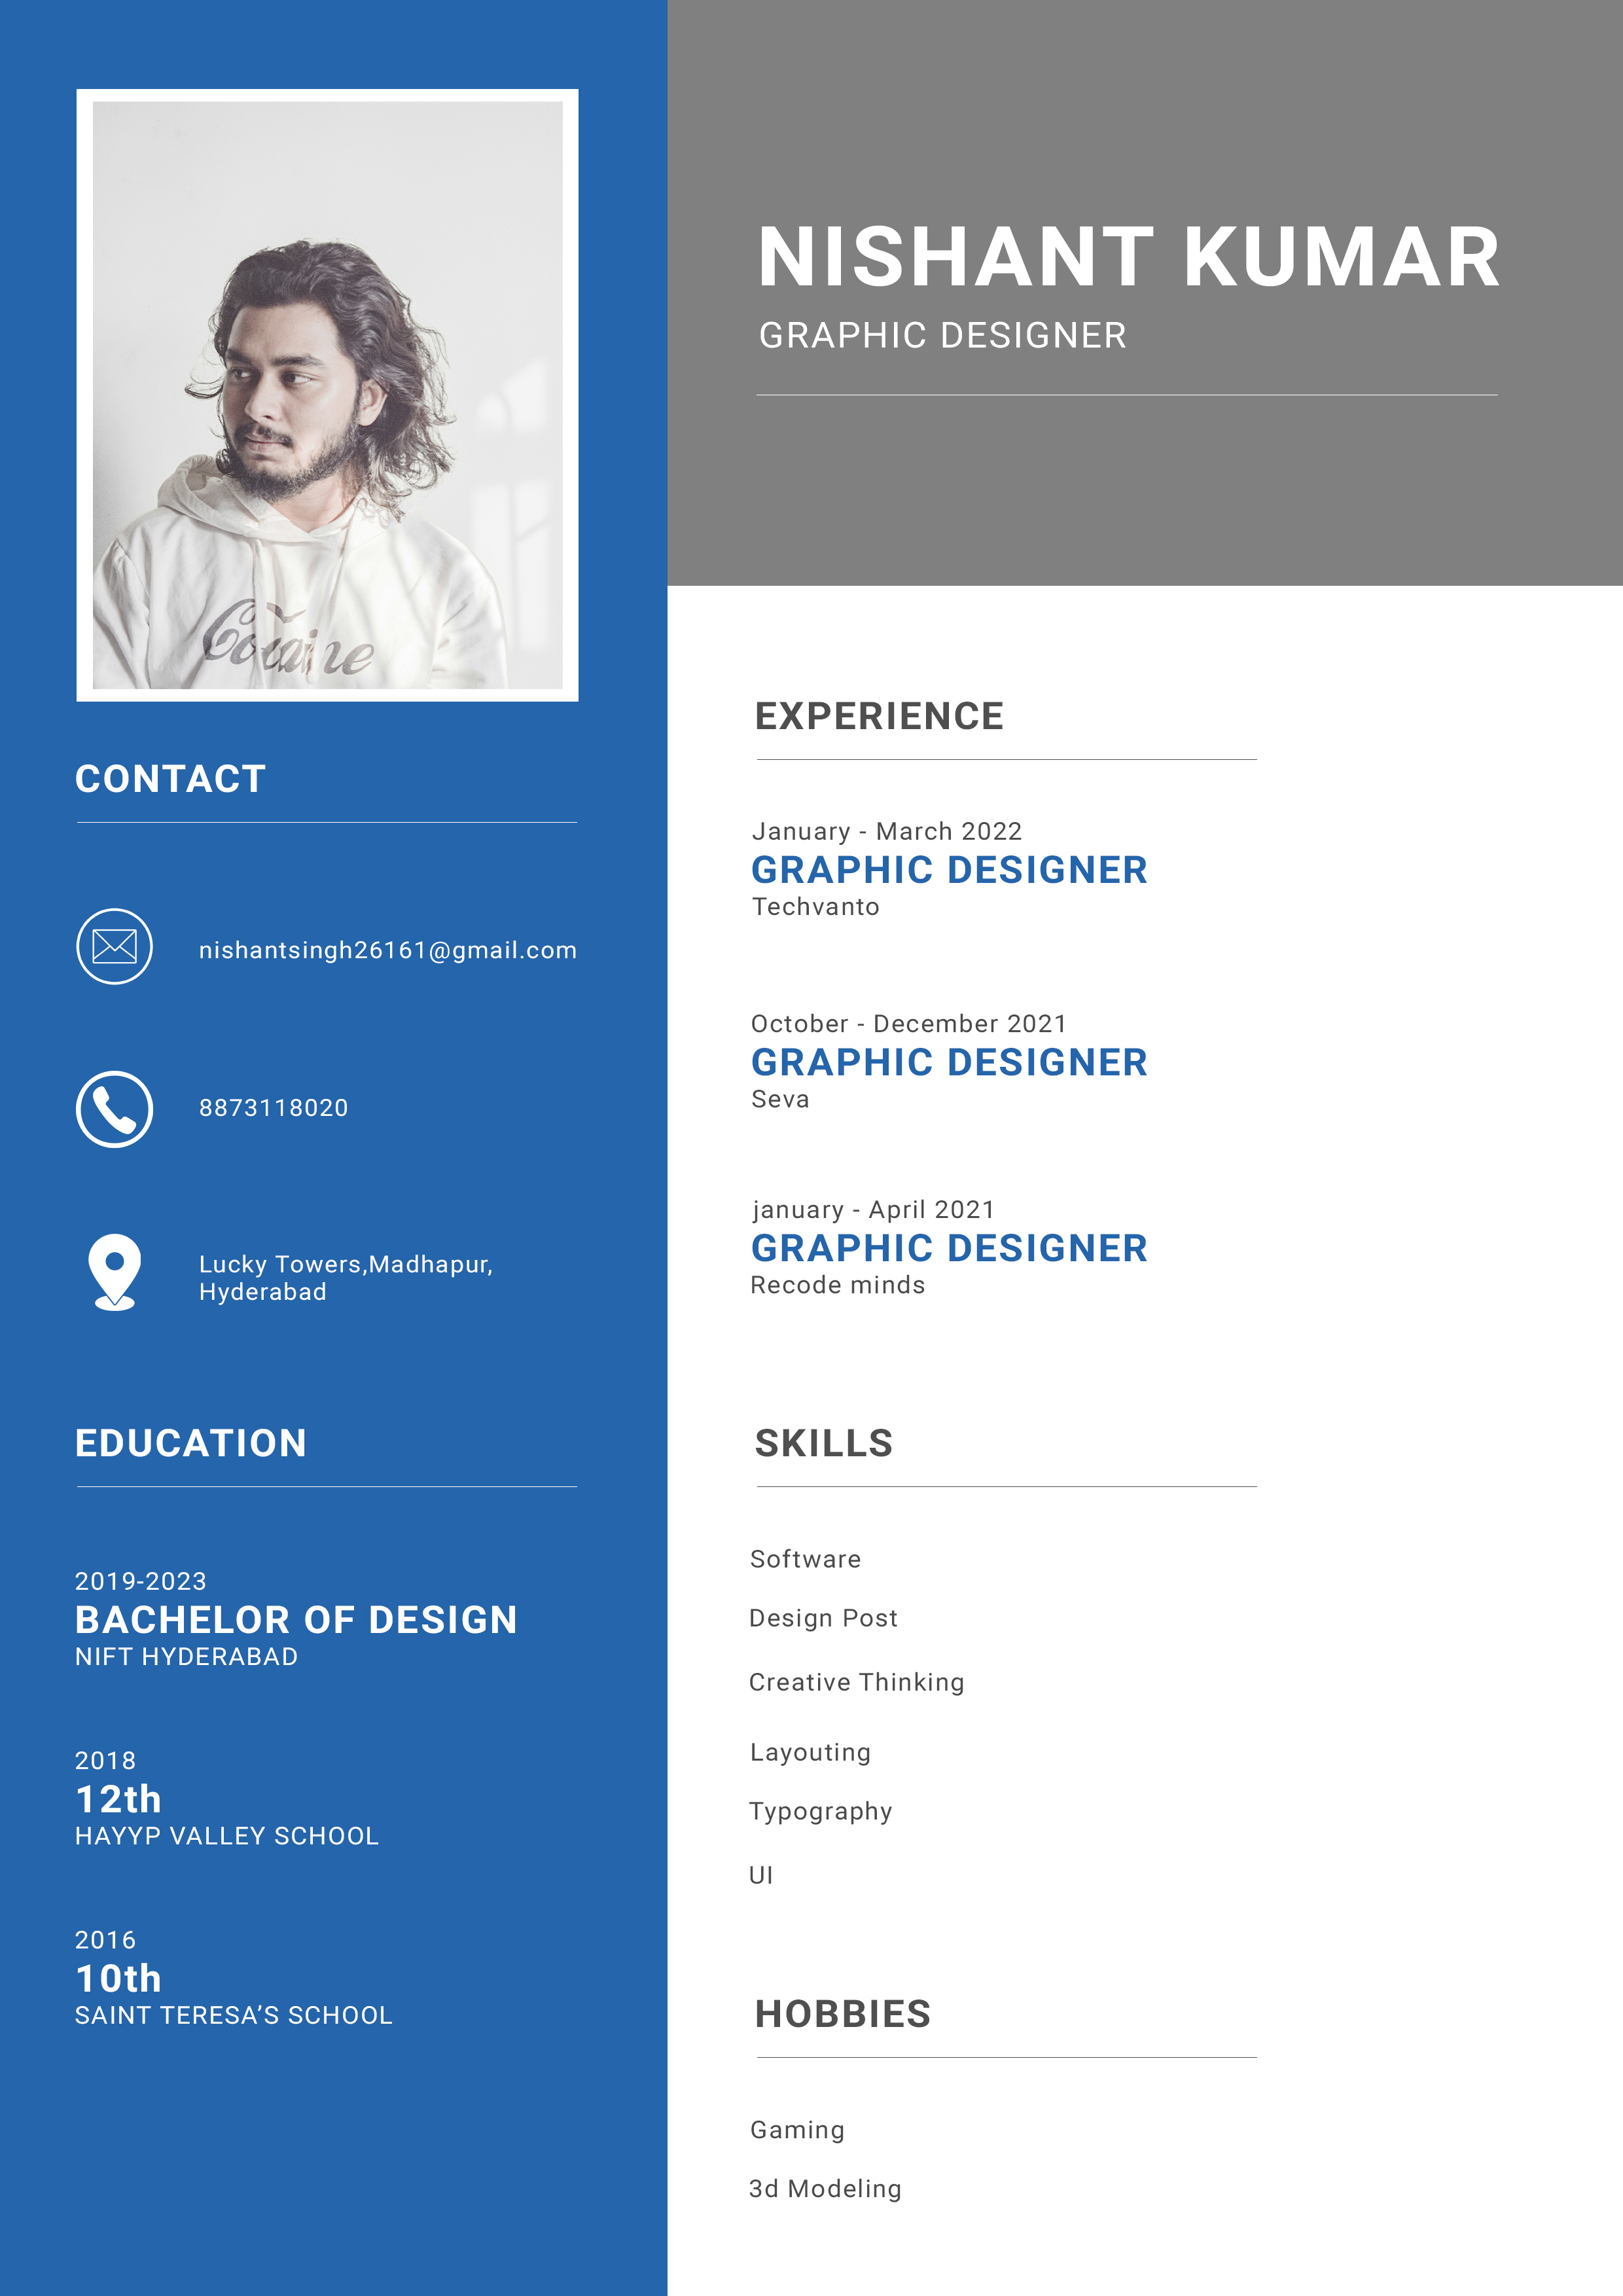 NISHANT KUMAR
GRAPHIC DESIGNER
Cocaine
CONTACT
nishantsingh26161@gmail.com
8873118020
Lucky Towers,Madhapur,
Hyderabad
EDUCATION
2019-2023
BACHELOR OF DESIGN
NIFT HYDERABAD
2018
12th
HAYYP VALLEY SCHOOL
2016
10th
SAINT TERESA’S SCHOOL
EXPERIENCE
January - March 2022
GRAPHIC DESIGNER
Techvanto
October - December 2021
GRAPHIC DESIGNER
Seva
january - April 2021
GRAPHIC DESIGNER
Recode minds
SKILLS
Software
Design Post
Creative Thinking
Layouting
Typography
UI
HOBBIES
Gaming
3d Modeling